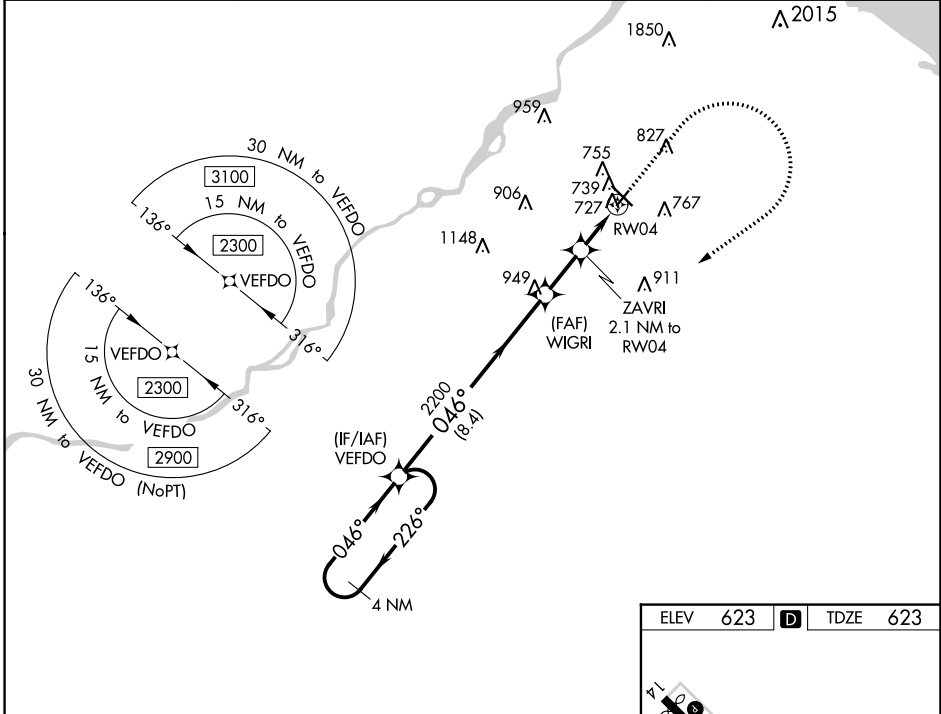 2015
1850
959
827
755
739
727
767
906
RW04
1148
949
911
ZAVRI
2.1 NM to
RW04
(FAF)
WIGRI
30 NM to VEFDO
3100
15 NM to VEFDO
136°
2300
VEFDO
316°
136°
VEFDO
15 NM to VEFDO
2300
316°
30 NM to VEFDO (NoPT)
2900
2200
046°
(8.4)
(IF/IAF)
VEFDO
046°
226°
4 NM
ELEV 623 D TDZE 623
14
P